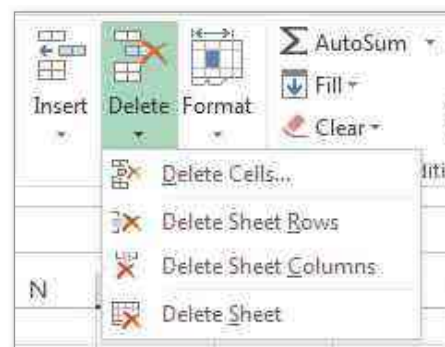 Insert Delete Format
AutoSum
Fill
Clear
Delete Cells...
Delete Sheet Rows
Delete Sheet Columns
Delete Sheet
N